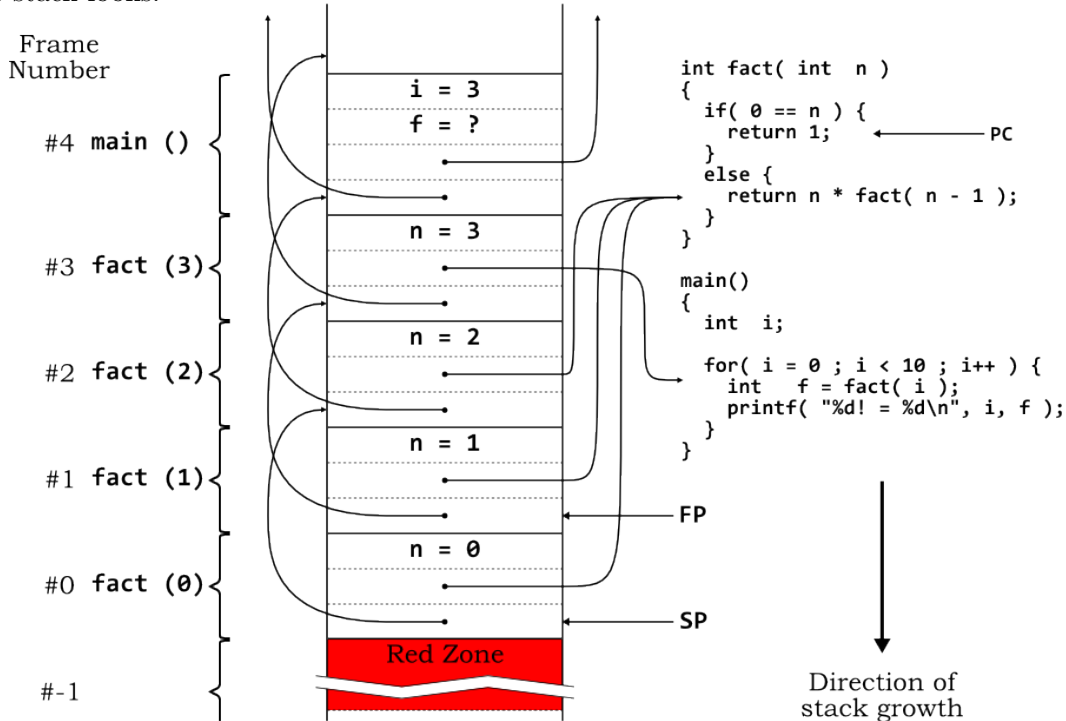 stack looks.
Frame
Number
#4 main ()
#3 fact (3)
#2 fact (2)
#1 fact (1)
#0 fact (0)
#-1
i = 3
f = ?
n = 3
n = 2
n = 1
n = 0
Red Zone
int fact( int  n )
{
  if( 0 == n ) {
    return 1;
  }
  else {
    return n * fact( n - 1 );
  }
}
PC
main()
{
  int  i;
  for( i = 0 ; i < 10 ; i++ ) {
    int   f = fact( i );
    printf( "%d! = %d\n", i, f );
  }
}
FP
SP
Direction of
stack growth